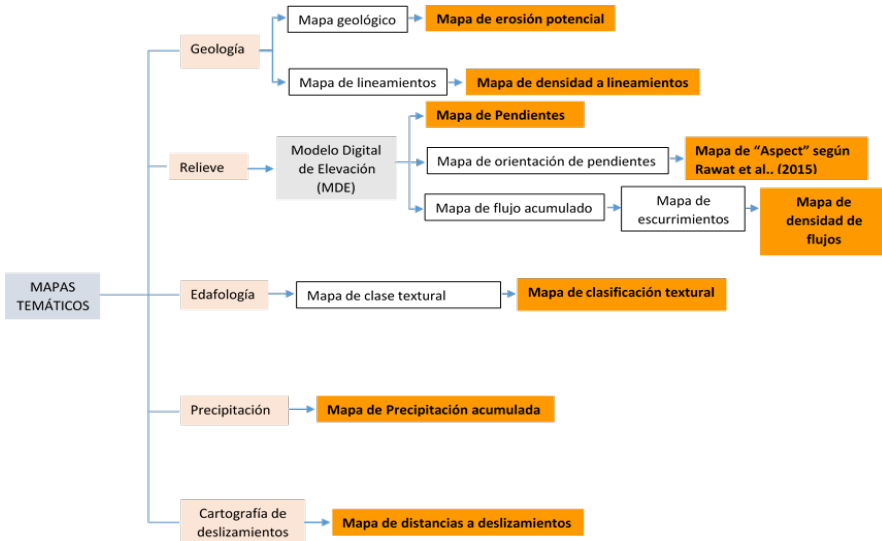 Mapa geológico
Mapa de erosión potencial
Geología
Mapa de lineamientos
Mapa de densidad a lineamientos
Mapa de Pendientes
Relieve
Modelo Digital
de Elevación
(MDE)
Mapa de orientación de pendientes
Mapa de “Aspect” según
Rawat et al., (2015)
Mapa de flujo acumulado
Mapa de
escurrimientos
Mapa de
densidad de
flujos
MAPAS
TEMÁTICOS
Edafología
Mapa de clase textural
Mapa de clasificación textural
Precipitación
Mapa de Precipitación acumulada
Cartografía de
deslizamientos
Mapa de distancias a deslizamientos